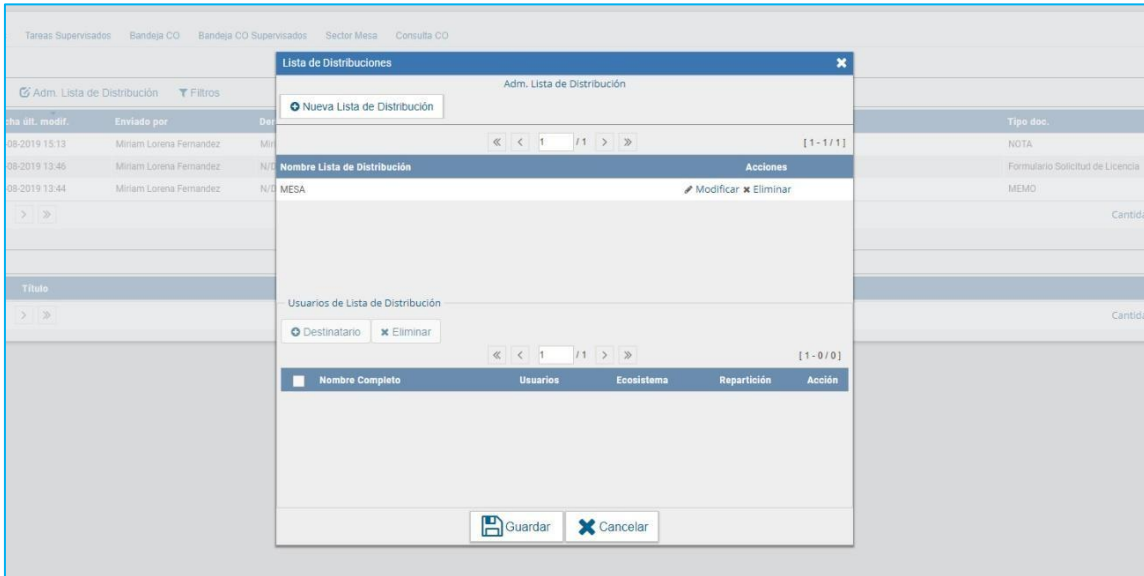 Tareas Supervisados Bandeja CO Bandeja CO Supervisados Sector Mesa Consulta CO
Lista de Distribuciones
Adm. Lista de Distribución
Adm. Lista de Distribución Filtros
Nueva Lista de Distribución
últ. modif. Enviado por Tipo doc.
1 / 1 [ 1 - 1 / 1 ]
08-2019 15:13 Miriam Lorena Fernandez NOTA
08-2019 13:46 Miriam Lorena Fernandez Formulario Solicitud de Licencia
Nombre Lista de Distribución Acciones
08-2019 13:44 Miriam Lorena Fernandez MEMO
MESA Modificar Eliminar
Título
Usuarios de Lista de Distribución
Destinatario Eliminar
1 / 1 [ 1 - 0 / 0 ]
Nombre Completo Usuarios Ecosistema Repartición Acción
Guardar Cancelar